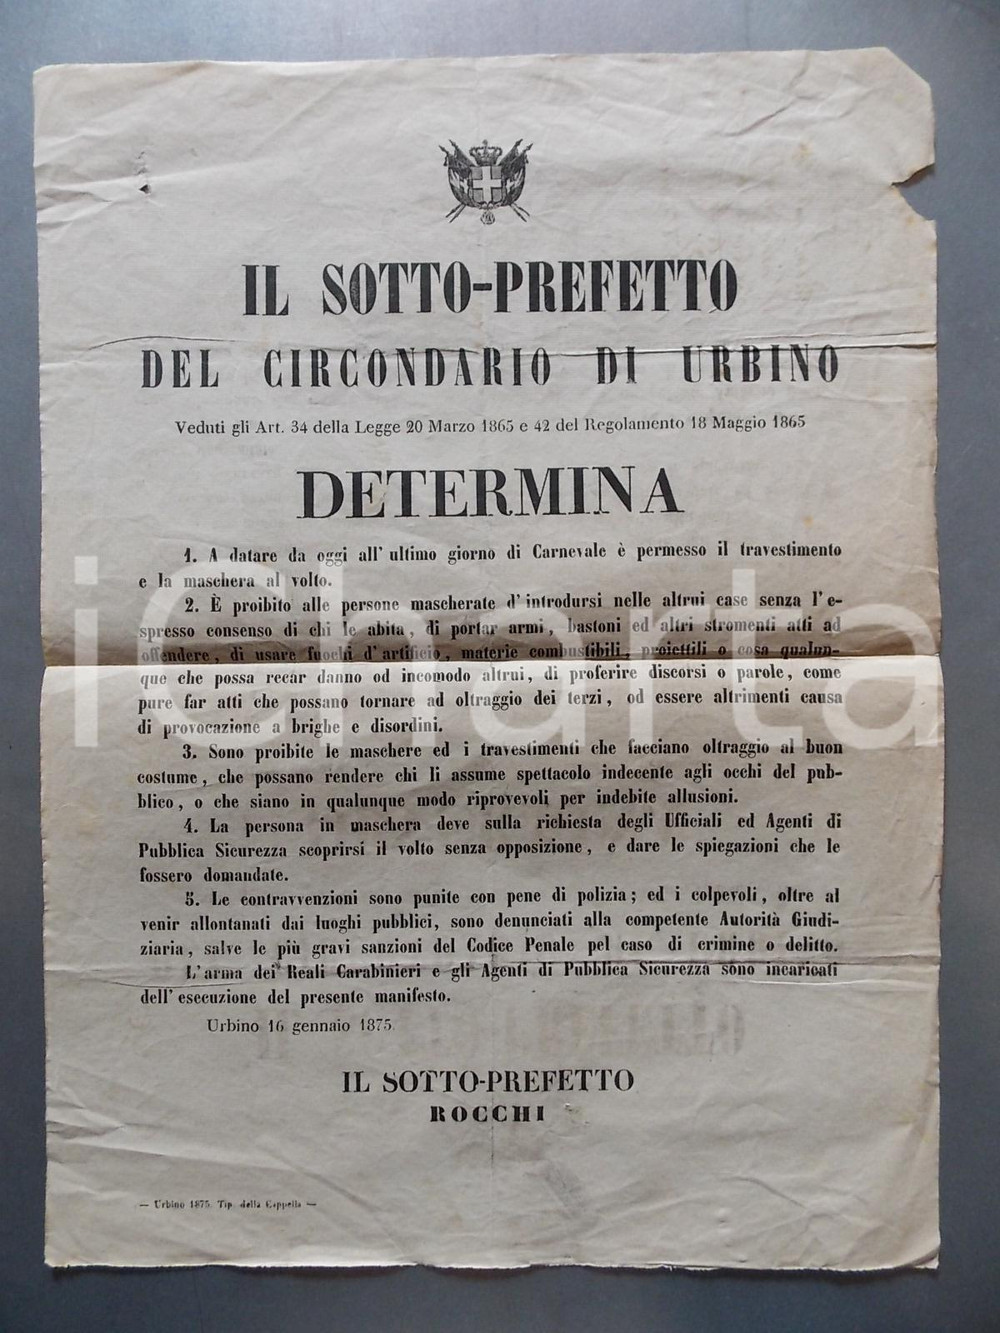 IL SOTTO-PREFETTO
DEL CIRCONDARIO DI URBINO
Veduti gli Art. 34 della Legge 20 Marzo 1865 e 42 del Regolamento 18 Maggio 1865
DETERMINA
1. A datare da oggi all' ultimo giorno di Carnevale è permesso il travestimento
e la maschera al volto.
2. È proibito alle persone mascherate d' introdursi nelle altrui case senza l' e-
spresso consenso di chi le abita, di portar armi, bastoni ed altri stromenti atti ad
offendere, di usare fuochi d' artificio, materie combustibili, proiettili o cosa qualun-
que che possa recar danno od incomodo altrui, di proferire discorsi o parole, come
pure far atti che possano tornare ad oltraggio dei terzi, od essere altrimenti causa
di provocazione a brighe e disordini.
3. Sono proibite le maschere ed i travestimenti che facciano oltraggio al buon
costume, che possano rendere chi li assume spettacolo indecente agli occhi del pub-
blico, o che siano in qualunque modo riprovevoli per indebite allusioni.
4. La persona in maschera deve sulla richiesta degli Ufficiali ed Agenti di
Pubblica Sicurezza scoprirsi il volto senza opposizione, e dare le spiegazioni che le
fossero domandate.
5. Le contravvenzioni sono punite con pene di polizia; ed i colpevoli, oltre al
venir allontanati dai luoghi pubblici, sono denunciati alla competente Autorità Giudi-
ziaria, salve le più gravi sanzioni del Codice Penale pel caso di crimine o delitto.
L' arma dei Reali Carabinieri e gli Agenti di Pubblica Sicurezza sono incaricati
dell' esecuzione del presente manifesto.
Urbino 16 gennaio 1875.
IL SOTTO-PREFETTO
ROCCHI
— Urbino 1875. Tip. della Cappella —
iCharta